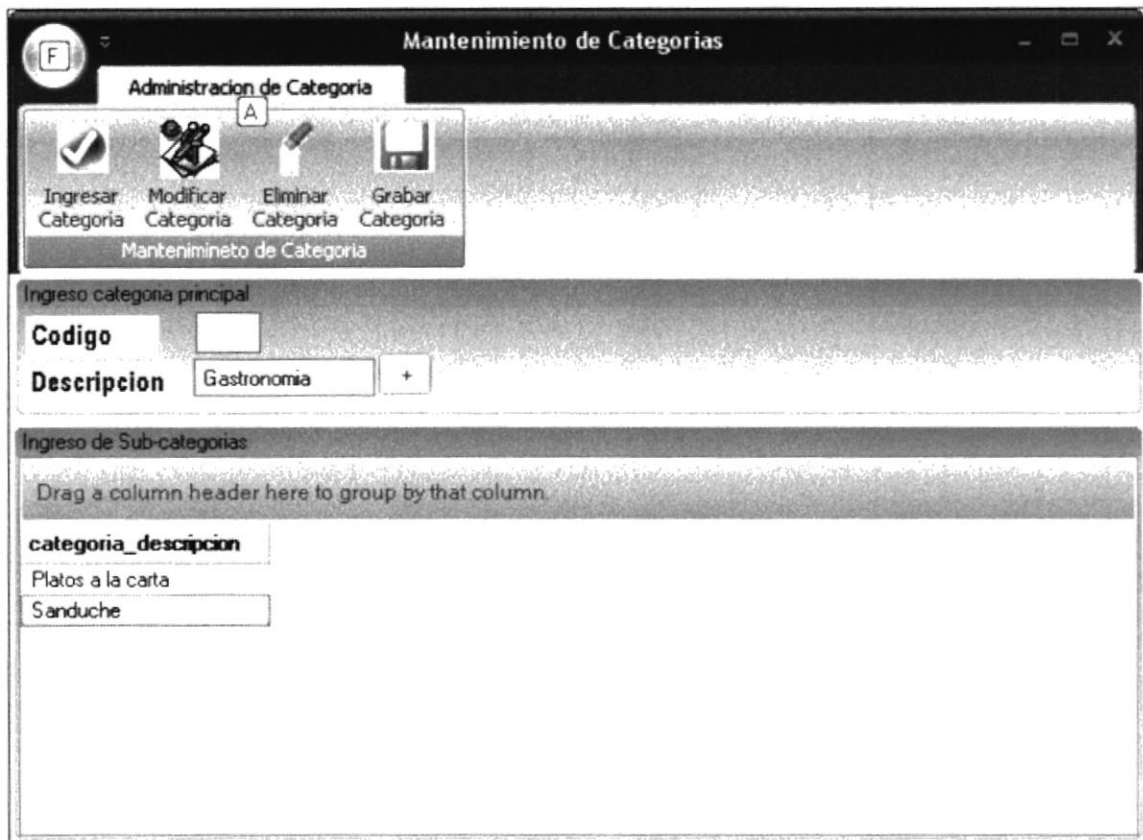 F
Mantenimiento de Categorias
Administracion de Categoria
A
Ingresar Categoria
Modificar Categoria
Eliminar Categoria
Grabar Categoria
Mantenimineto de Categoria
Ingreso categoria principal
Codigo
Descripcion
Gastronomia
+
Ingreso de Sub-categorias
Drag a column header here to group by that column.
categoria_descripcion
Platos a la carta
Sanduche